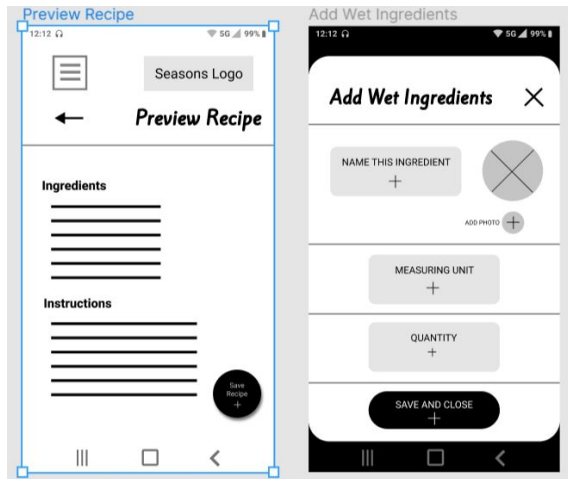 Preview Recipe
12:12
5G 99%
Seasons Logo
Preview Recipe
Ingredients
Instructions
Save
Recipe
+
Add Wet Ingredients
12:12
5G 99%
Add Wet Ingredients
NAME THIS INGREDIENT
+
ADD PHOTO +
MEASURING UNIT
+
QUANTITY
+
SAVE AND CLOSE
+